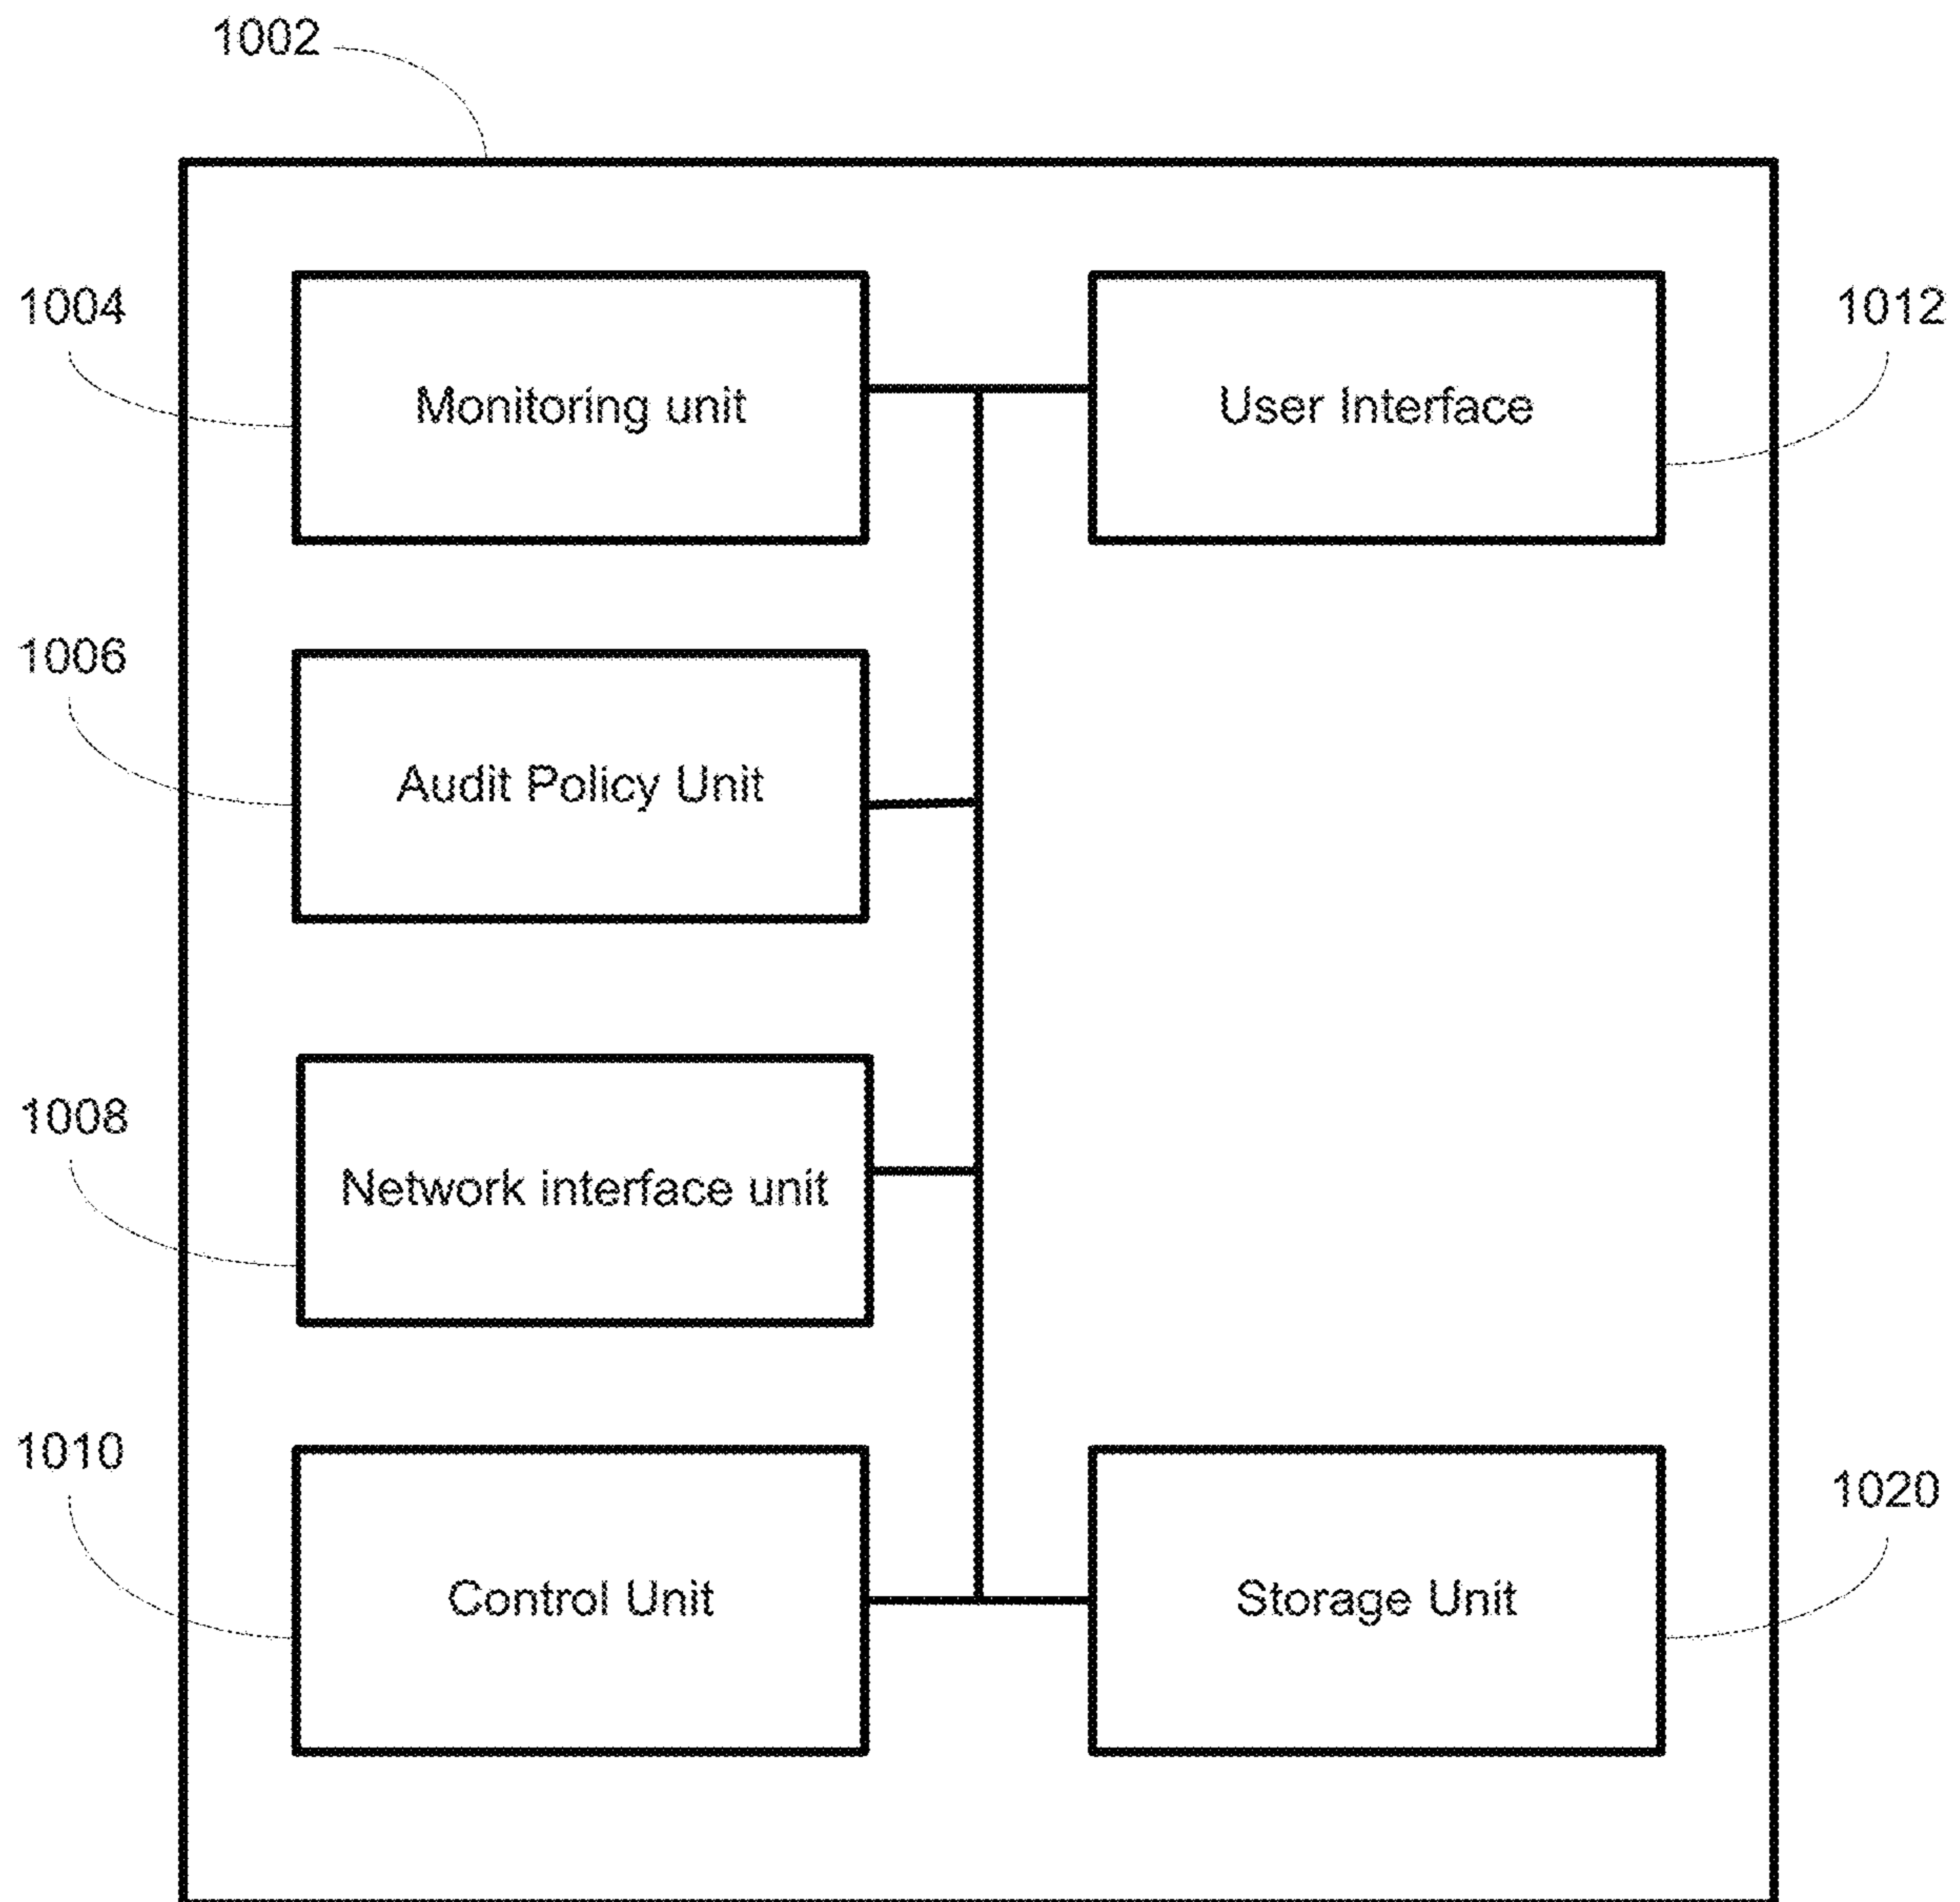 1002
1004
Monitoring unit
User Interface
1012
1006
Audit Policy Unit
1008
Network interface unit
1010
Control Unit
Storage Unit
1020